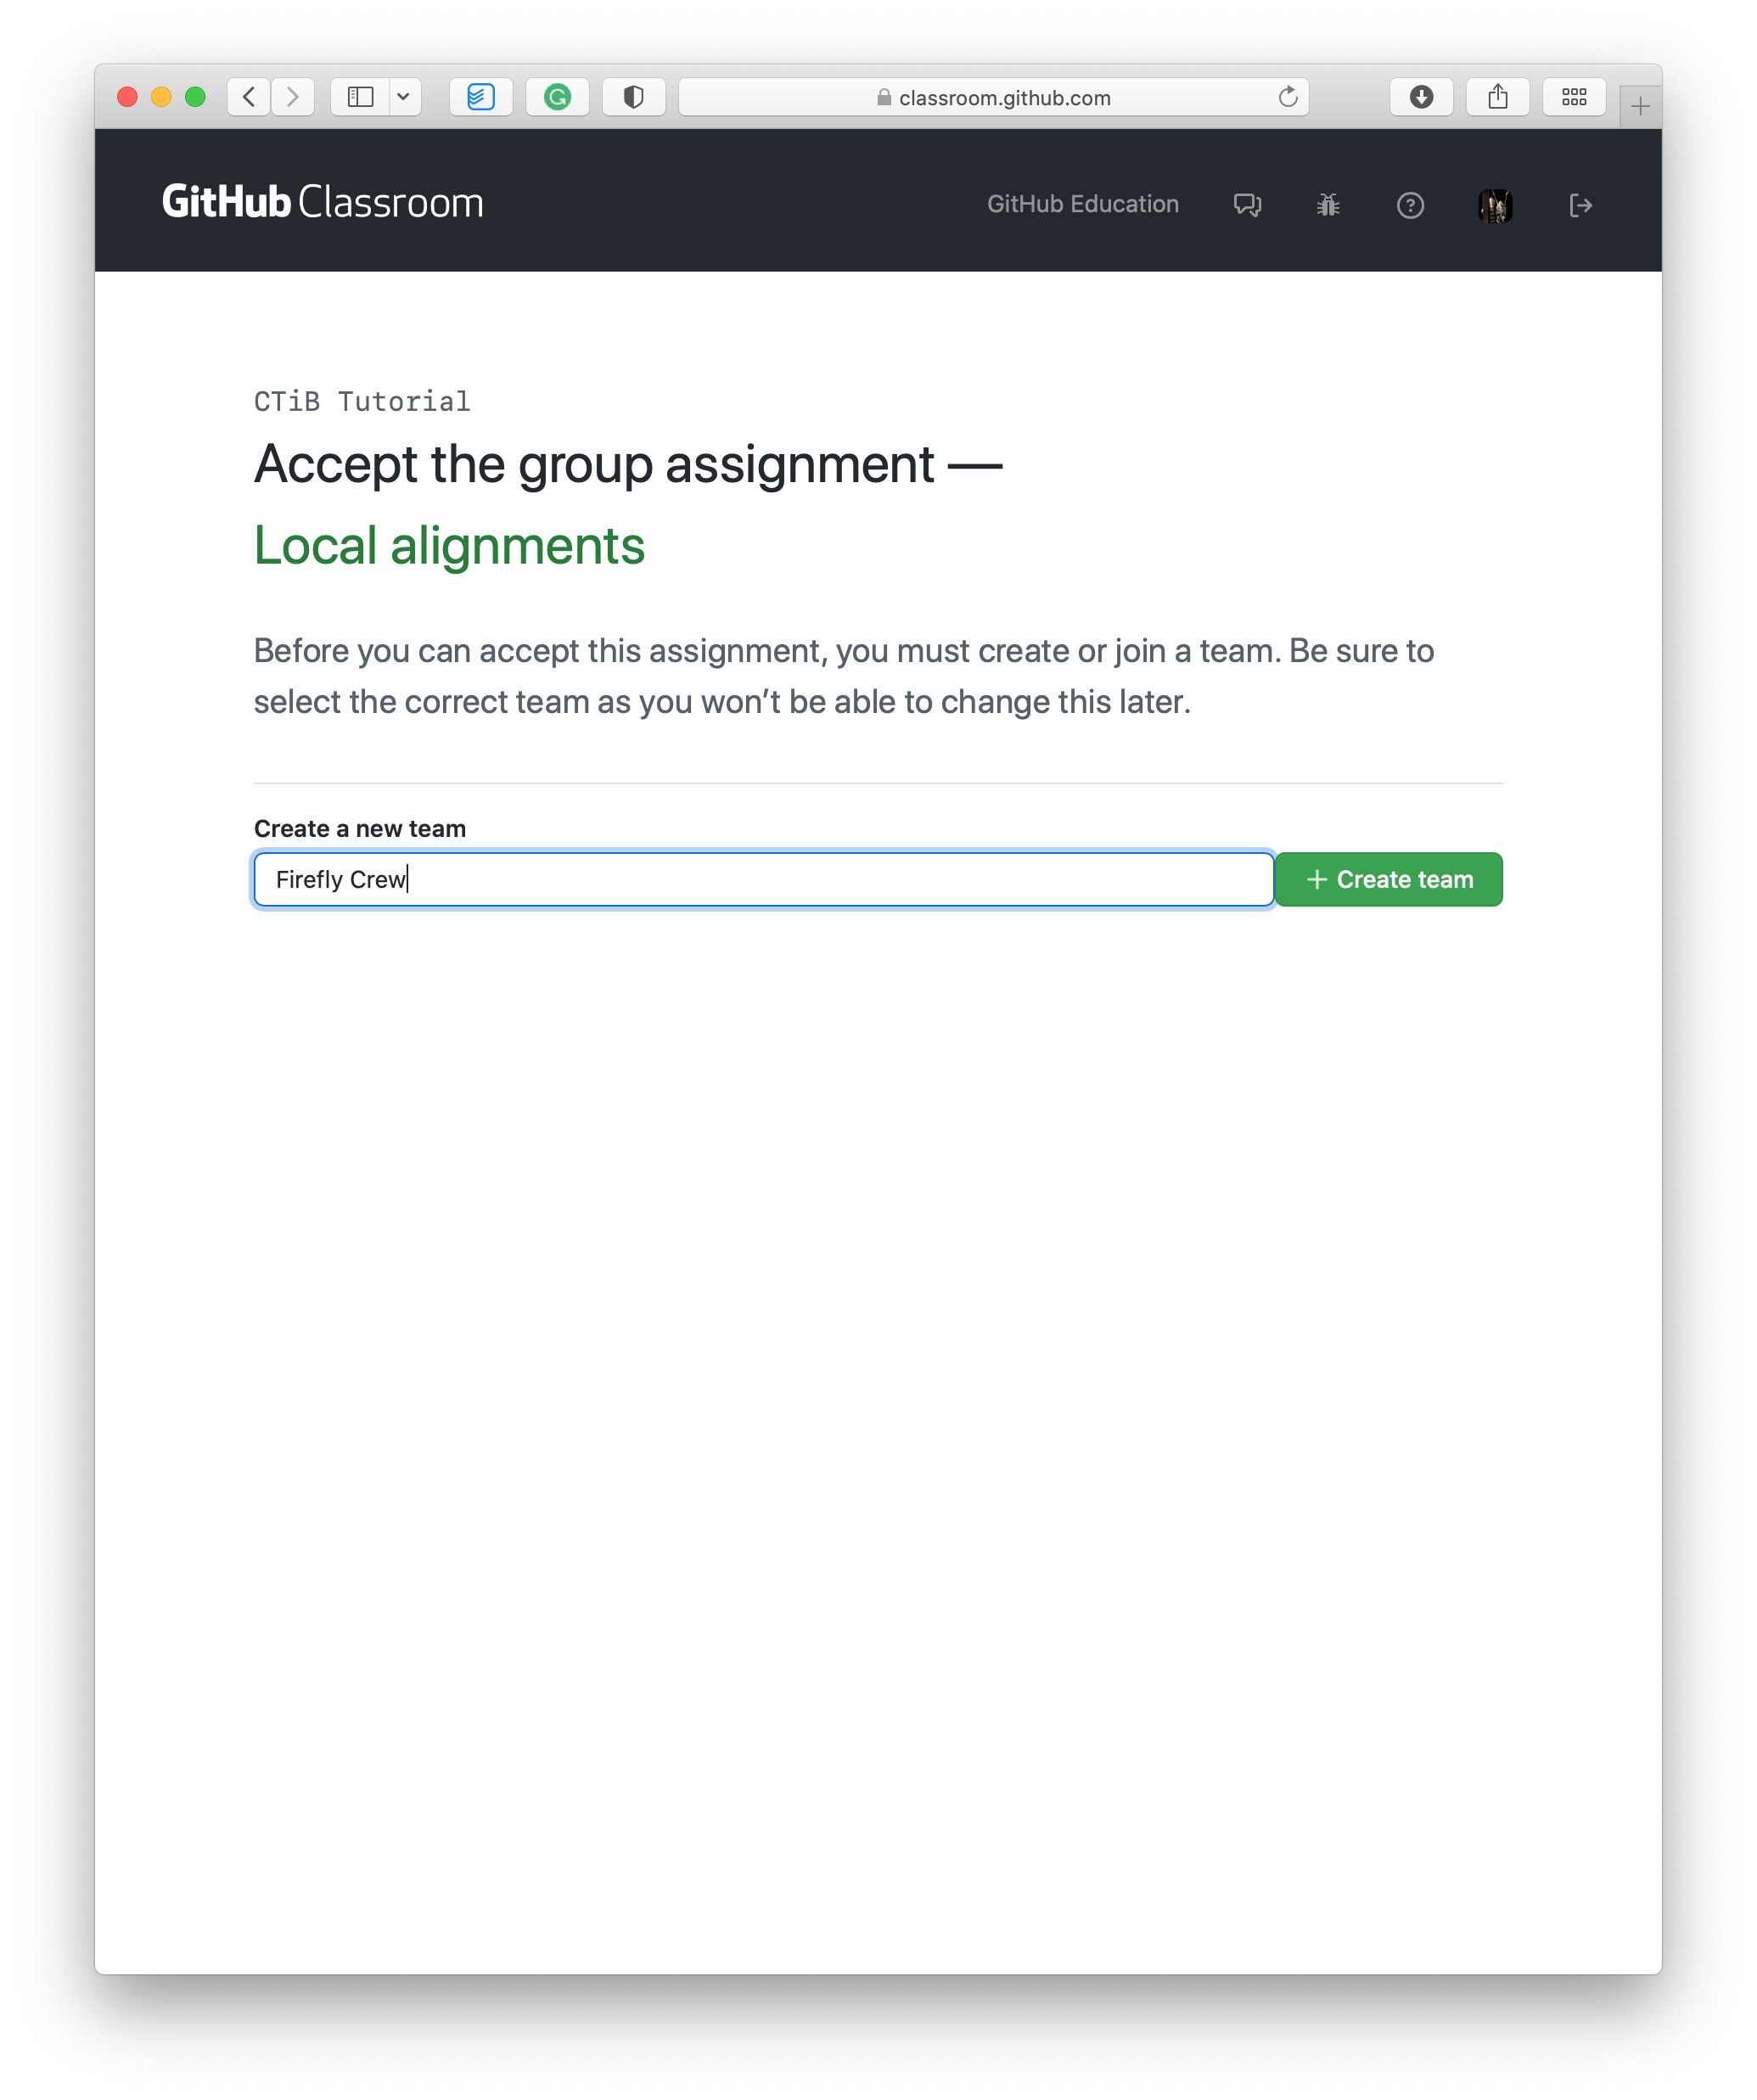 classroom.github.com
GitHub Classroom
GitHub Education
CTiB Tutorial
Accept the group assignment —
Local alignments
Before you can accept this assignment, you must create or join a team. Be sure to
select the correct team as you won’t be able to change this later.
Create a new team
Firefly Crew
+ Create team